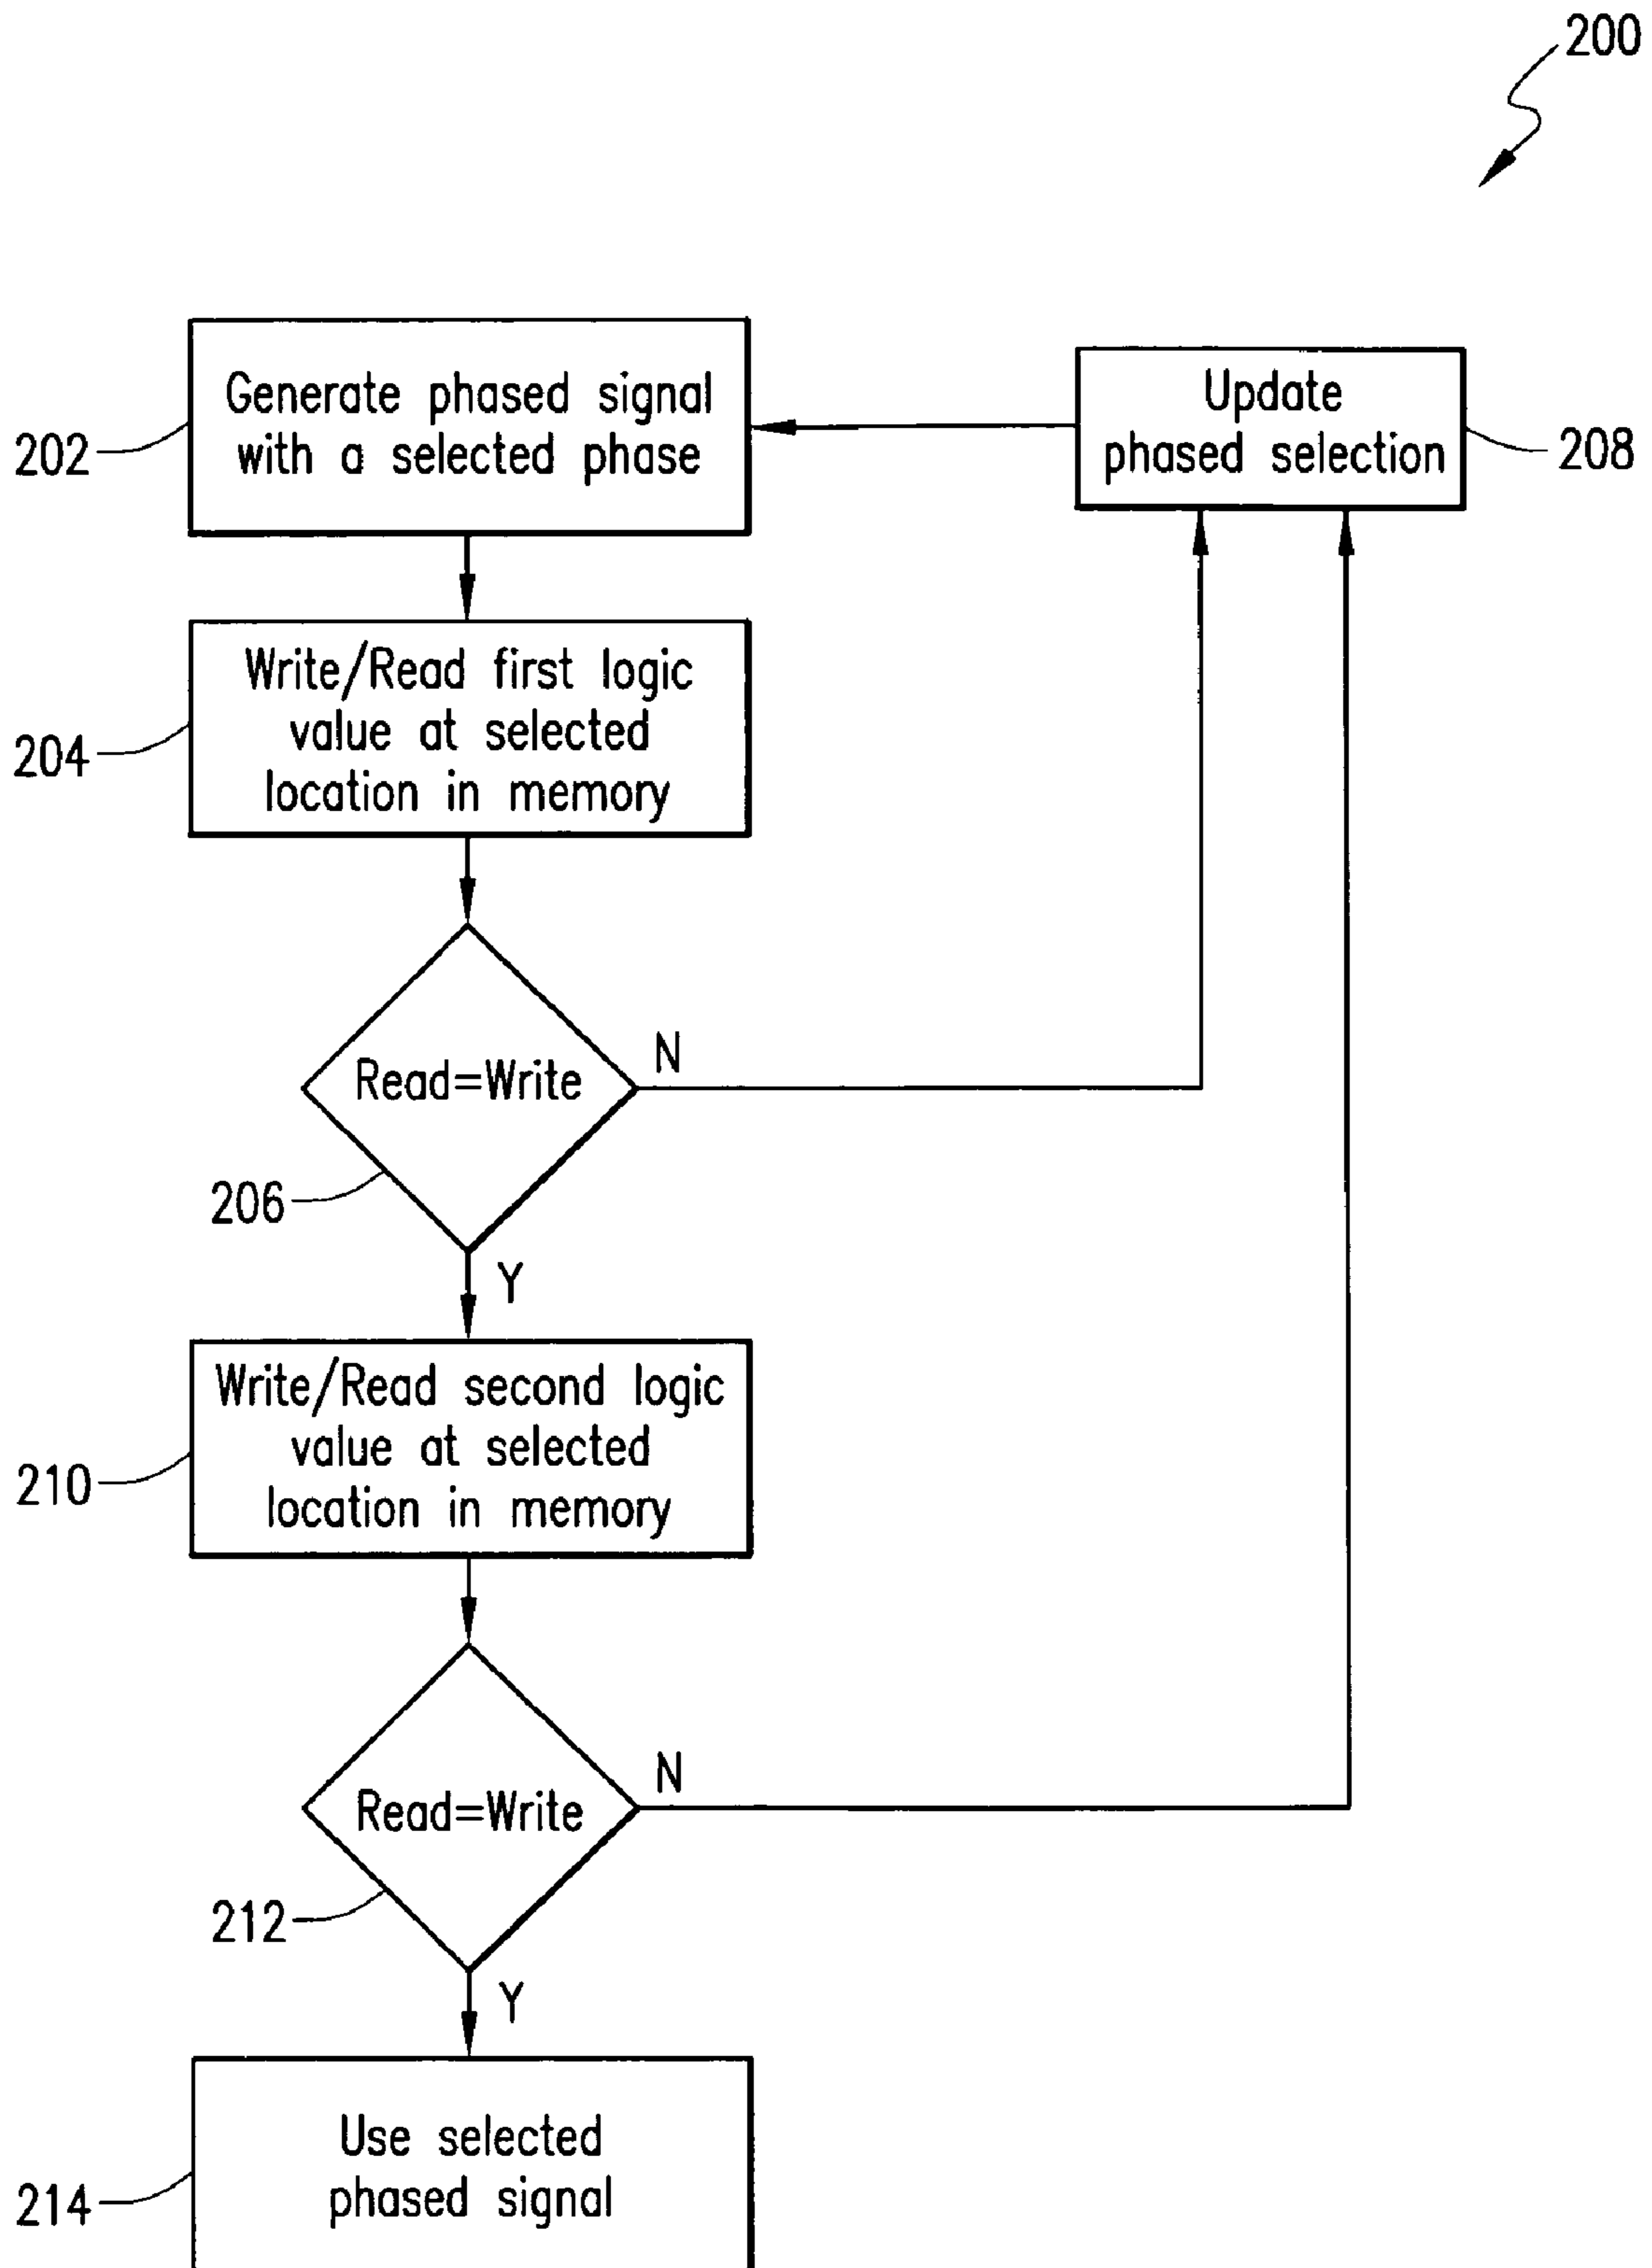 200
Generate phased signal
with a selected phase
202
Update
phased selection
208
Write/Read first logic
value at selected
location in memory
204
Read=Write
N
206
Y
Write/Read second logic
value at selected
location in memory
210
Read=Write
N
212
Y
Use selected
phased signal
214